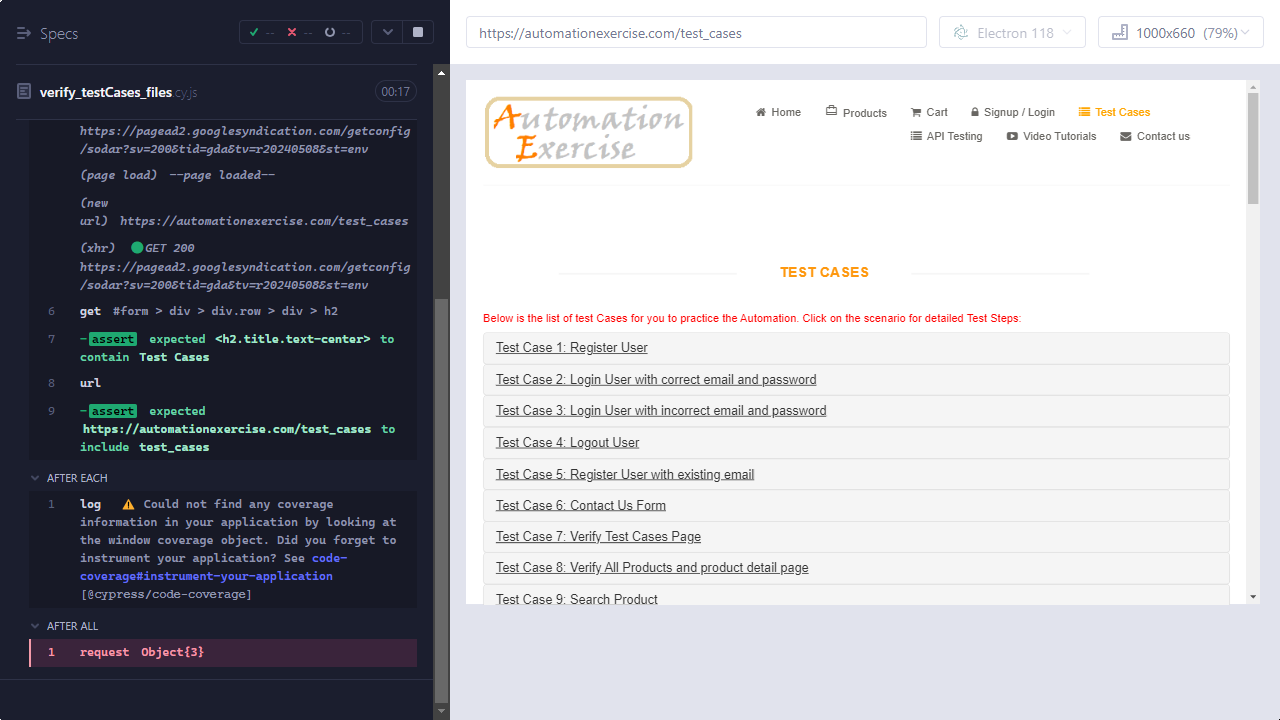 Specs
-- -- --
verify_testCases_files.cy.js 00:17
https://pagead2.googlesyndication.com/getconfig
/sodar?sv=200&tid=gda&tv=r20240508&st=env
(page load) --page loaded--
(new
url) https://automationexercise.com/test_cases
(xhr) GET 200
https://pagead2.googlesyndication.com/getconfig
/sodar?sv=200&tid=gda&tv=r20240508&st=env
6 get #form > div > div.row > div > h2
7 -assert expected <h2.title.text-center> to
contain Test Cases
8 url
9 -assert expected
https://automationexercise.com/test_cases to
include test_cases
AFTER EACH
1 log ⚠ Could not find any coverage
information in your application by looking at
the window coverage object. Did you forget to
instrument your application? See code-
coverage#instrument-your-application
[@cypress/code-coverage]
AFTER ALL
1 request Object{3}
https://automationexercise.com/test_cases
Electron 118
1000x660 (79%)
Automation
Exercise
Home Products Cart Signup / Login Test Cases
API Testing Video Tutorials Contact us
TEST CASES
Below is the list of test Cases for you to practice the Automation. Click on the scenario for detailed Test Steps:
Test Case 1: Register User
Test Case 2: Login User with correct email and password
Test Case 3: Login User with incorrect email and password
Test Case 4: Logout User
Test Case 5: Register User with existing email
Test Case 6: Contact Us Form
Test Case 7: Verify Test Cases Page
Test Case 8: Verify All Products and product detail page
Test Case 9: Search Product